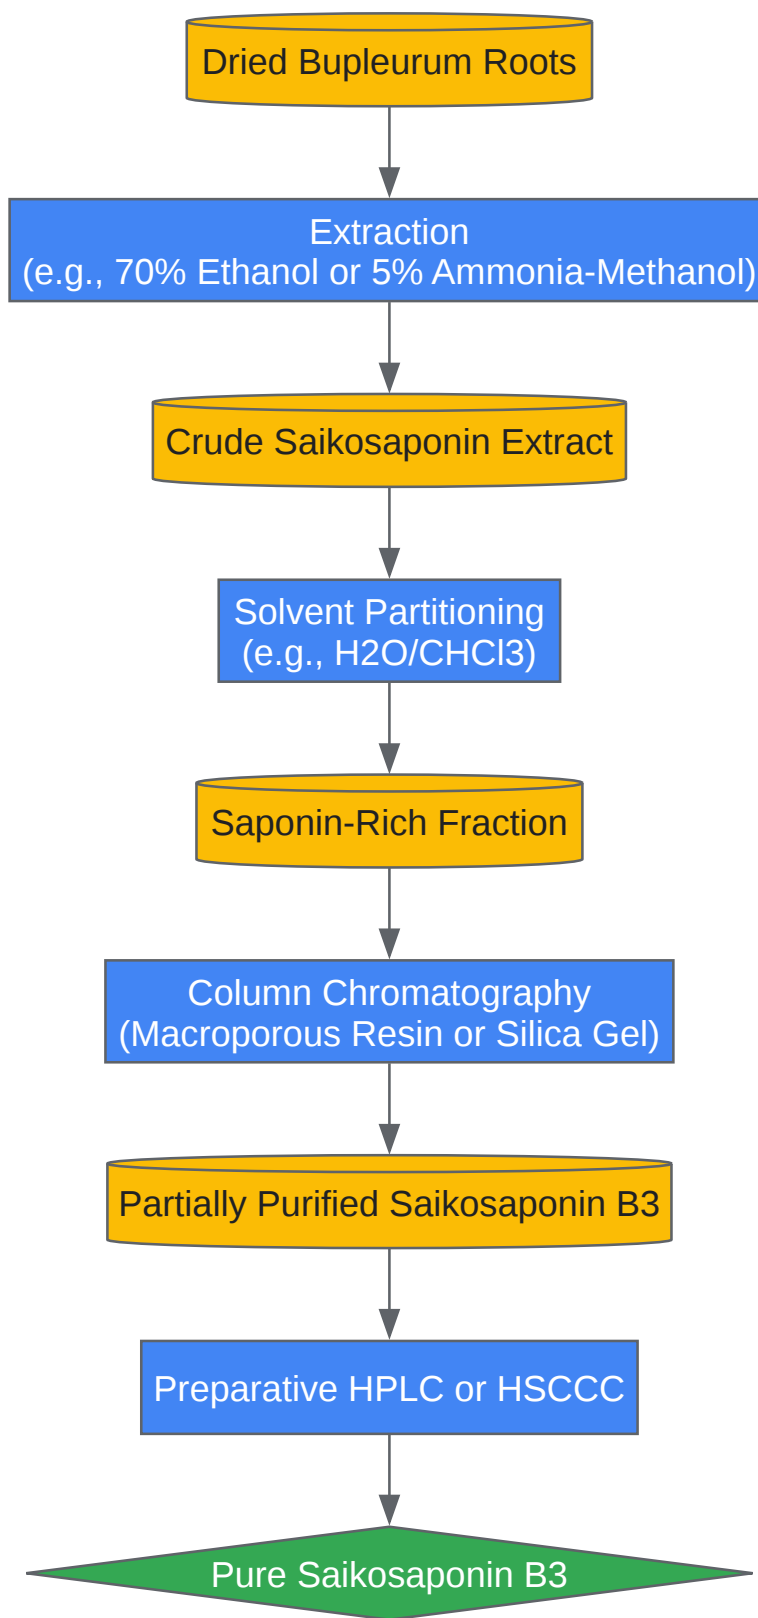 Dried Bupleurum Roots
Extraction
(e.g., 70% Ethanol or 5% Ammonia-Methanol)
Crude Saikosaponin Extract
Solvent Partitioning
(e.g., H2O/CHCl3)
Saponin-Rich Fraction
Column Chromatography
(Macroporous Resin or Silica Gel)
Partially Purified Saikosaponin B3
Preparative HPLC or HSCCC
Pure Saikosaponin B3